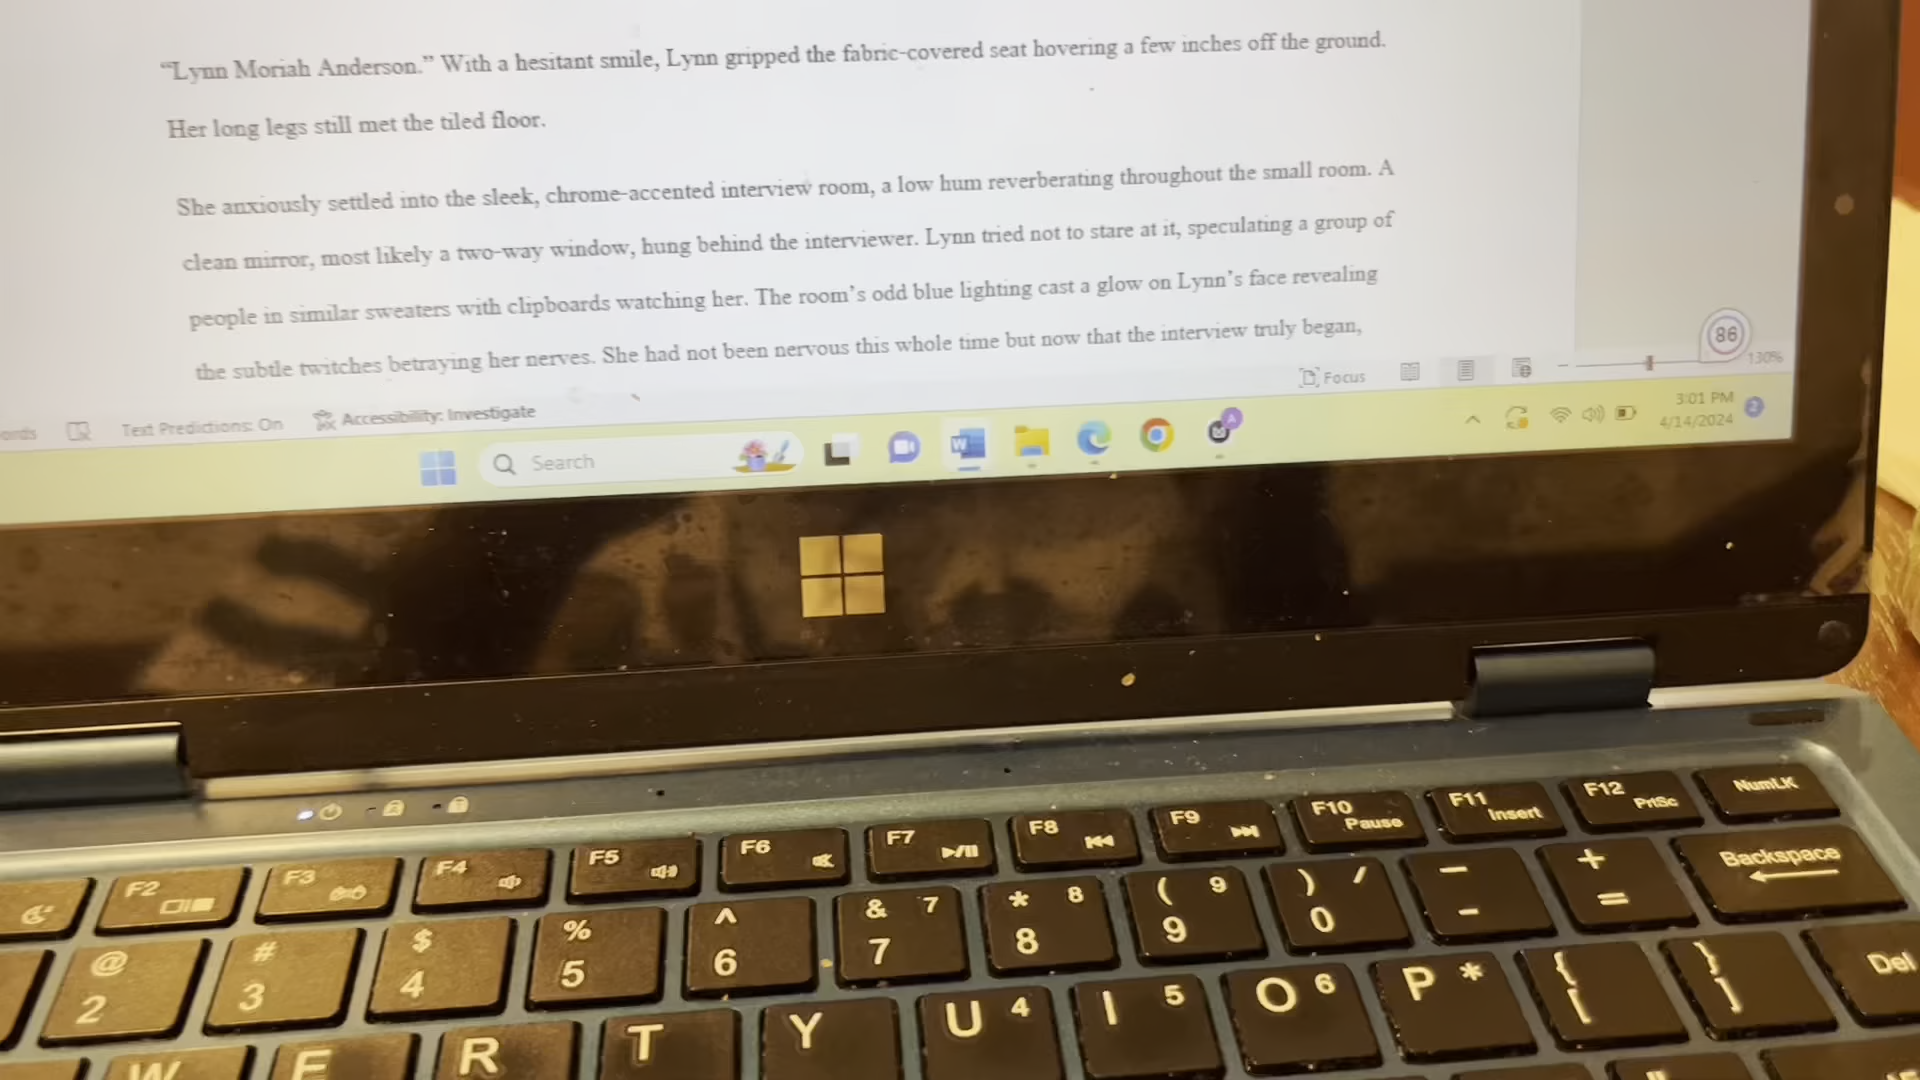 “Lynn Moriah Anderson.” With a hesitant smile, Lynn gripped the fabric-covered seat hovering a few inches off the ground.
Her long legs still met the tiled floor.
She anxiously settled into the sleek, chrome-accented interview room, a low hum reverberating throughout the small room. A
clean mirror, most likely a two-way window, hung behind the interviewer. Lynn tried not to stare at it, speculating a group of
people in similar sweaters with clipboards watching her. The room’s odd blue lighting cast a glow on Lynn’s face revealing
the subtle twitches betraying her nerves. She had not been nervous this whole time but now that the interview truly began,
86
Text Predictions: On Accessibility: Investigate Focus 130%
Search
3:01 PM
4/14/2024
2
F2 F3 F4 F5 F6 F7 F8 F9 F10 Pause F11 Insert F12 PrtSc NumLK
@ 2 # 3 $ 4 % 5 ^ 6 & 7 7 * 8 8 ( 9 9 ) / 0 — - + = Backspace
W E R T Y U 4 I 5 O 6 P * { [ } ] Del